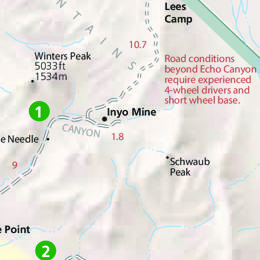 Lees
Camp
TAINS
10.7
Winters Peak
5033ft
1534m
Road conditions
beyond Echo Canyon
require experienced
4-wheel drivers and
short wheel base.
1
Inyo Mine
CANYON
1.8
Needle
9
Schwaub
Peak
Point
2